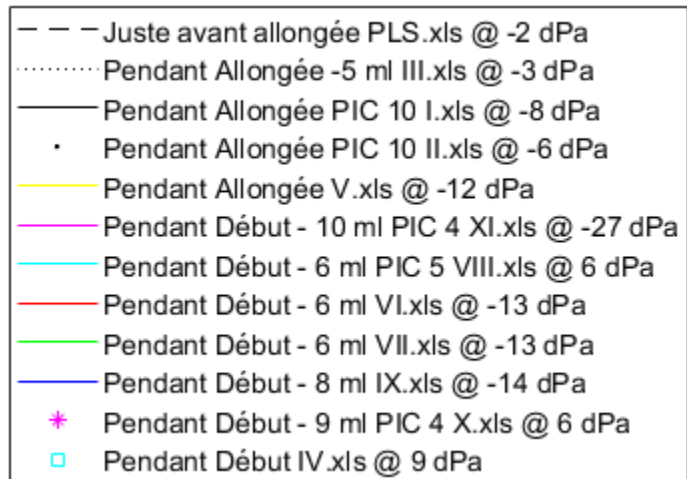 Juste avant allongée PLS.xls @ -2 dPa
Pendant Allongée -5 ml III.xls @ -3 dPa
Pendant Allongée PIC 10 I.xls @ -8 dPa
Pendant Allongée PIC 10 II.xls @ -6 dPa
Pendant Allongée V.xls @ -12 dPa
Pendant Début - 10 ml PIC 4 XI.xls @ -27 dPa
Pendant Début - 6 ml PIC 5 VIII.xls @ 6 dPa
Pendant Début - 6 ml VI.xls @ -13 dPa
Pendant Début - 6 ml VII.xls @ -13 dPa
Pendant Début - 8 ml IX.xls @ -14 dPa
Pendant Début - 9 ml PIC 4 X.xls @ 6 dPa
Pendant Début IV.xls @ 9 dPa